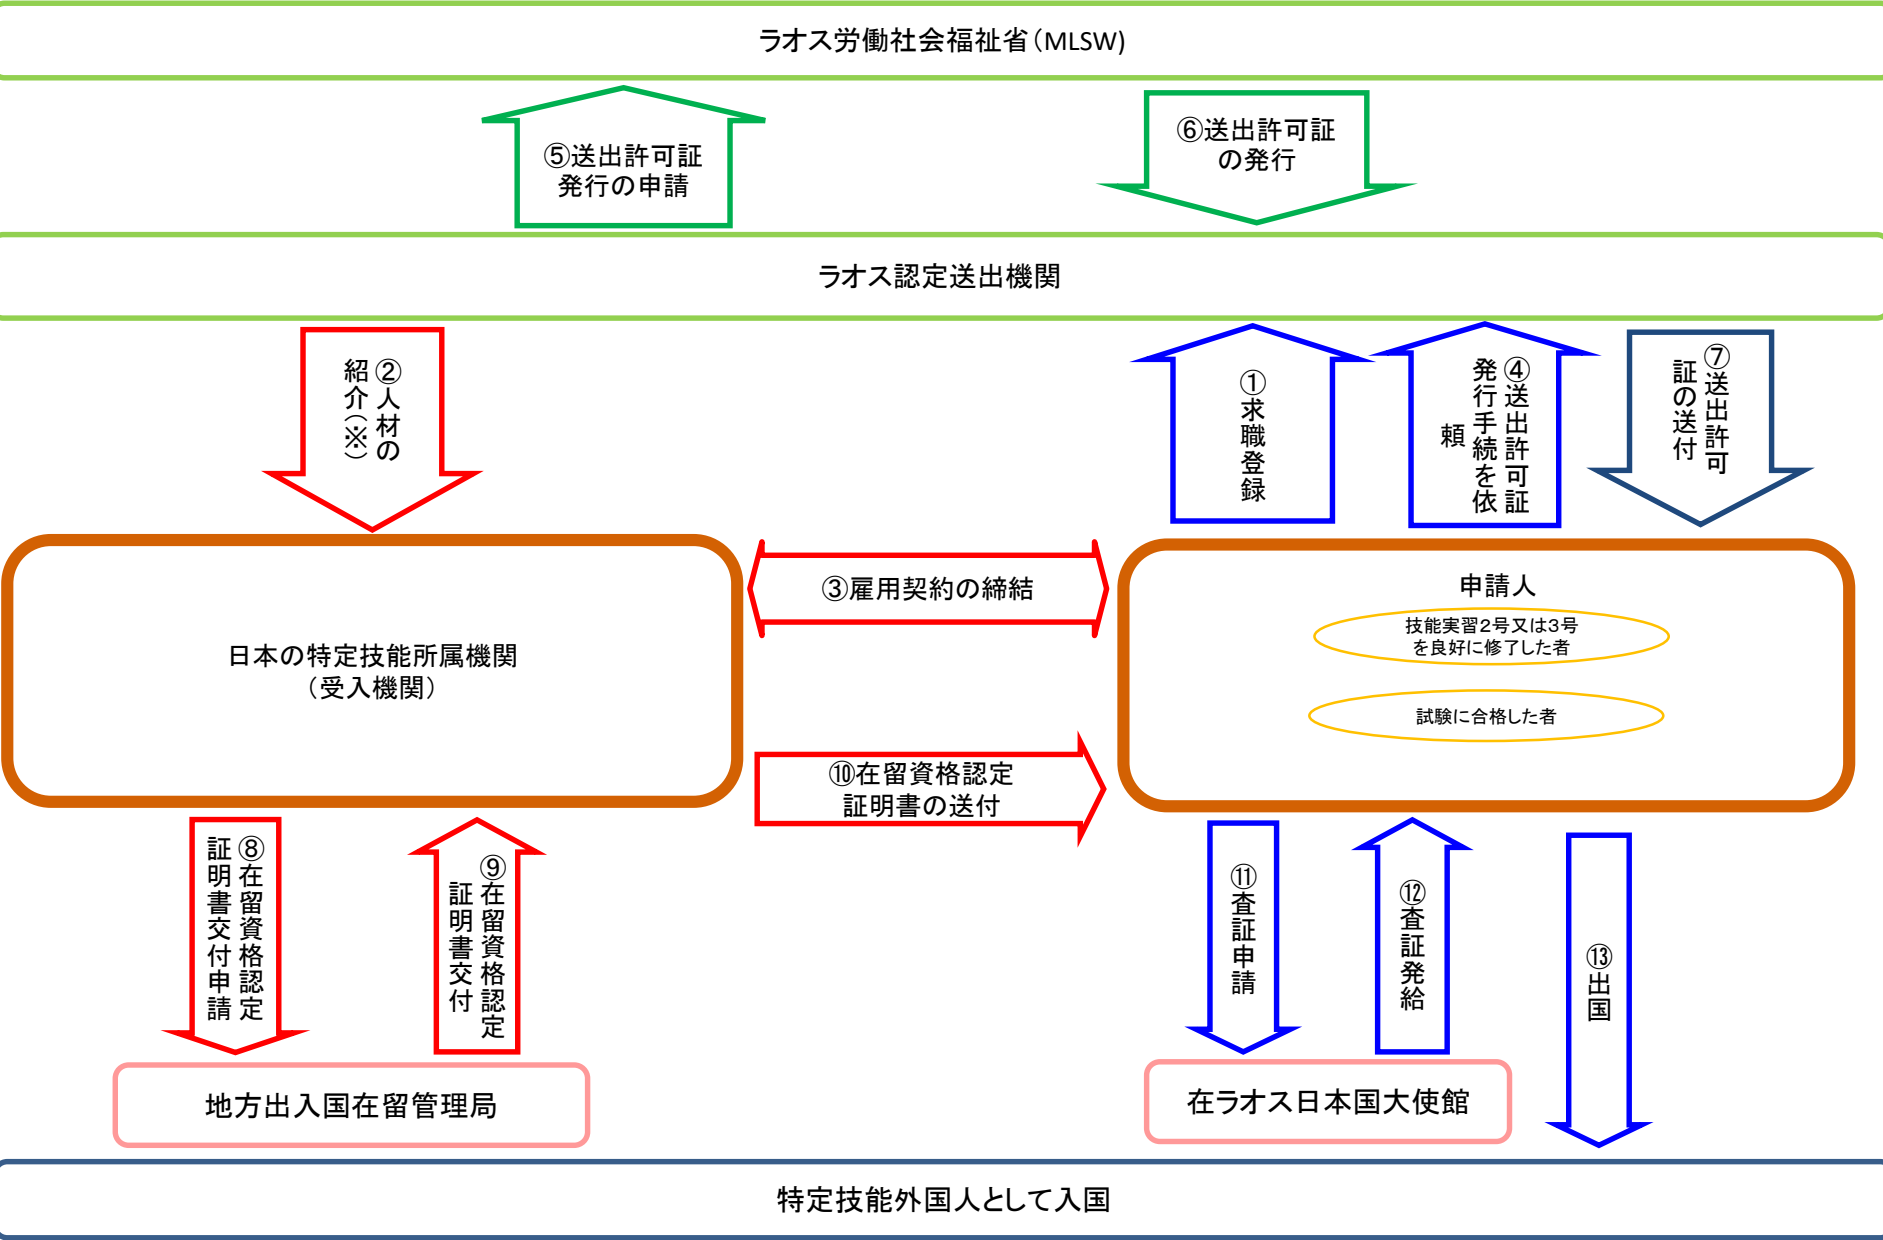 ラオス労働社会福祉省（MLSW)
⑤送出許可証
発行の申請
⑥送出許可証
の発行
ラオス認定送出機関
②人材の
紹介（※）
①求職登録
④送出許可証
発行手続を依
頼
⑦送出許可
証の送付
③雇用契約の締結
日本の特定技能所属機関
（受入機関）
申請人
技能実習２号又は３号
を良好に修了した者
試験に合格した者
⑩在留資格認定
証明書の送付
⑧在留資格認定
証明書交付申請
⑨在留資格認定
証明書交付
⑪査証申請
⑫査証発給
⑬出国
地方出入国在留管理局
在ラオス日本国大使館
特定技能外国人として入国